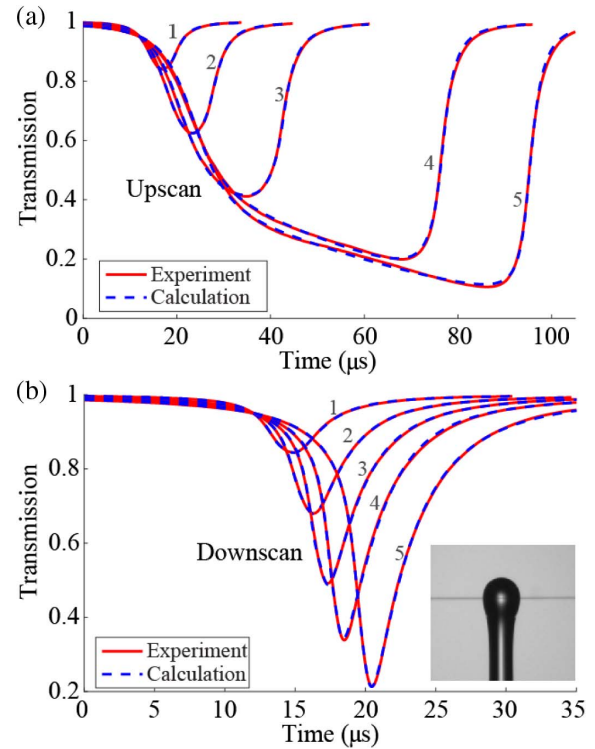 (a)
1
0.8
0.6
0.4
0.2
0
Transmission
1
2
3
4
5
Upscan
Experiment
Calculation
0 20 40 60 80 100
Time (μs)
(b)
1
0.8
0.6
0.4
0.2
Transmission
1
2
3
4
5
Downscan
Experiment
Calculation
0 5 10 15 20 25 30 35
Time (μs)